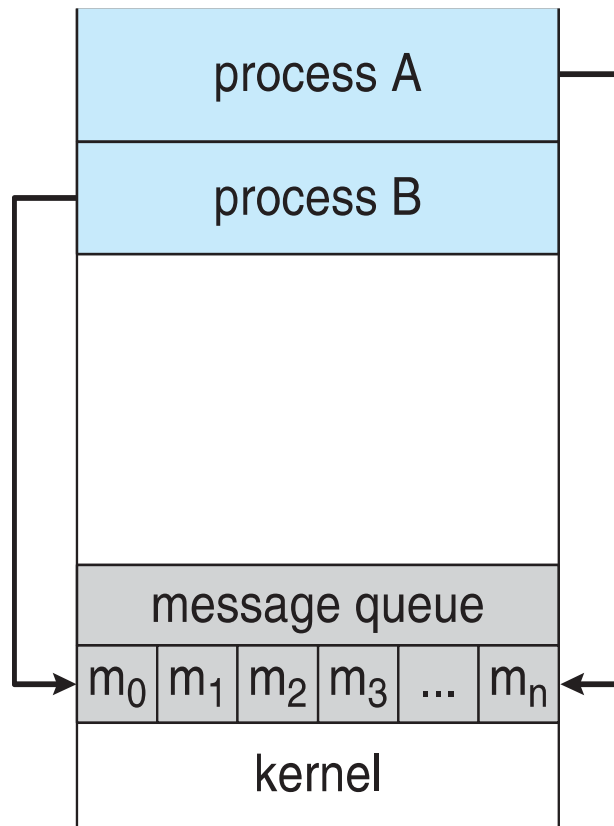 process A
process B
message queue
m₀ m₁ m₂ m₃ ... mₙ
kernel